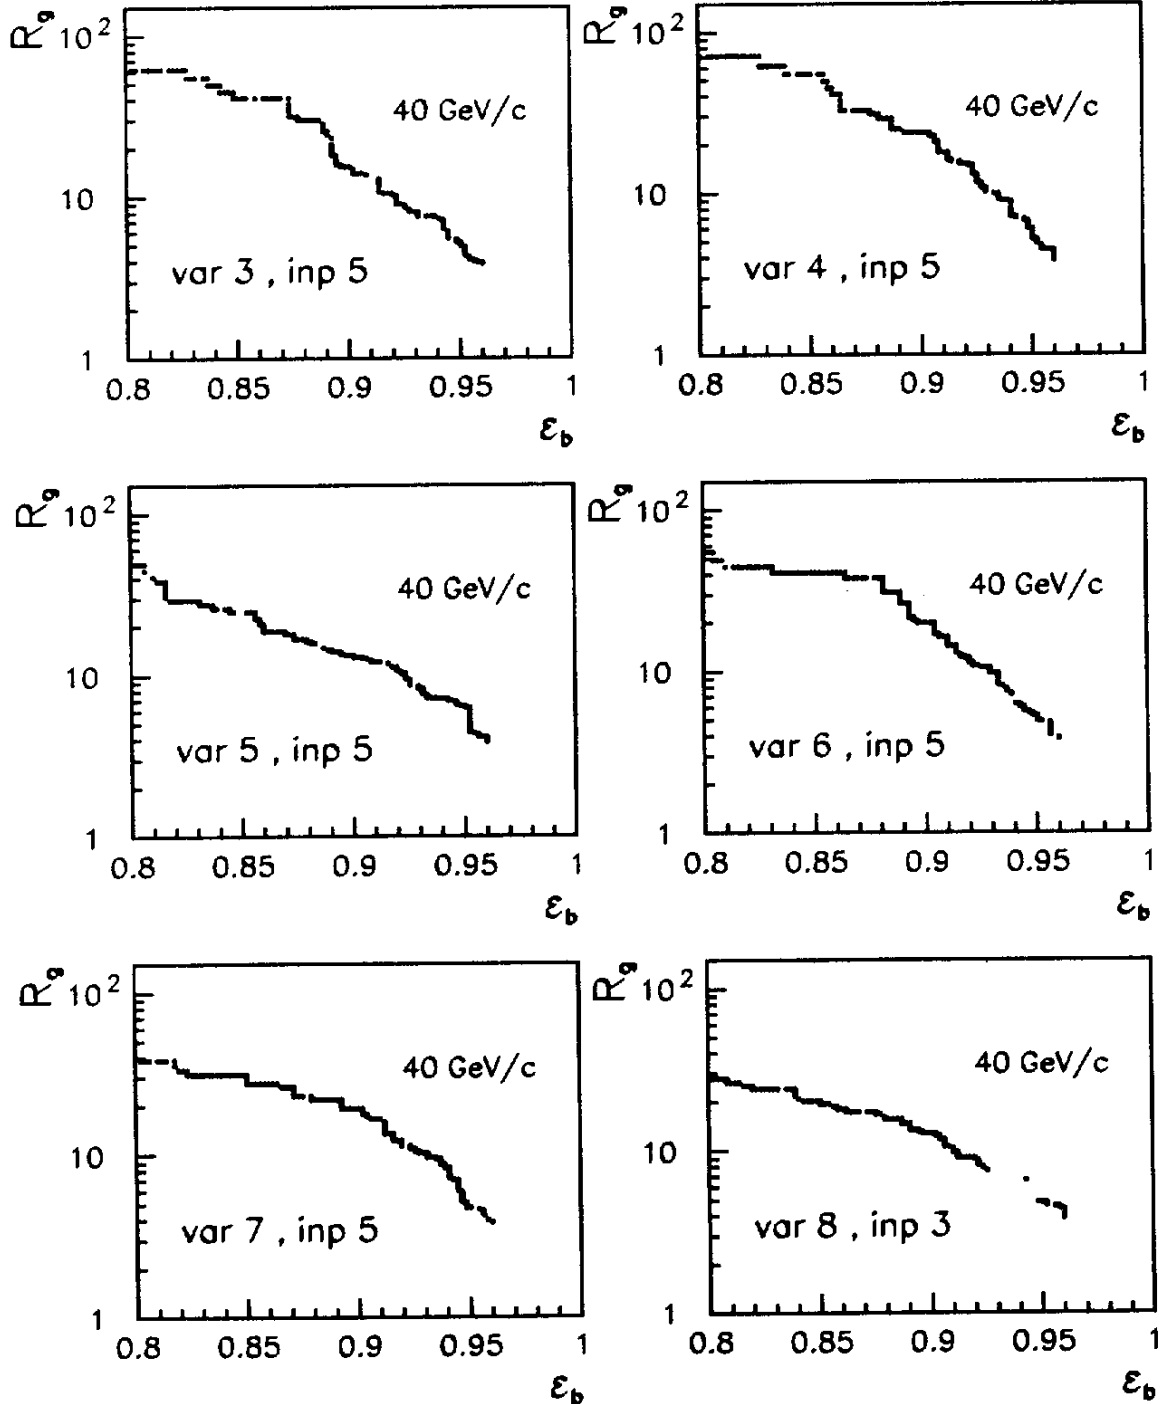 R_g 10^2 10 1
40 GeV/c
var 3 , inp 5
0.8 0.85 0.9 0.95 1
ε_b
R_g 10^2 10 1
40 GeV/c
var 4 , inp 5
0.8 0.85 0.9 0.95 1
ε_b
R_g 10^2 10 1
40 GeV/c
var 5 , inp 5
0.8 0.85 0.9 0.95 1
ε_b
R_g 10^2 10 1
40 GeV/c
var 6 , inp 5
0.8 0.85 0.9 0.95 1
ε_b
R_g 10^2 10 1
40 GeV/c
var 7 , inp 5
0.8 0.85 0.9 0.95 1
ε_b
R_g 10^2 10 1
40 GeV/c
var 8 , inp 3
0.8 0.85 0.9 0.95 1
ε_b